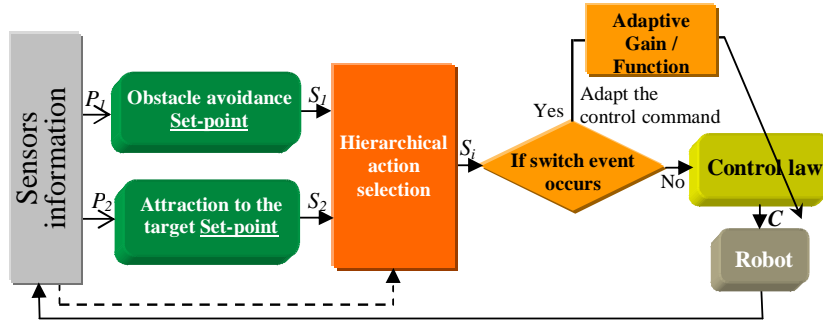 Sensors
information
P1
Obstacle avoidance
Set-point
S1
P2
Attraction to the
target Set-point
S2
Hierarchical
action
selection
Si
If switch event
occurs
Yes
Adapt the
control command
Adaptive
Gain /
Function
No
Control law
C
Robot